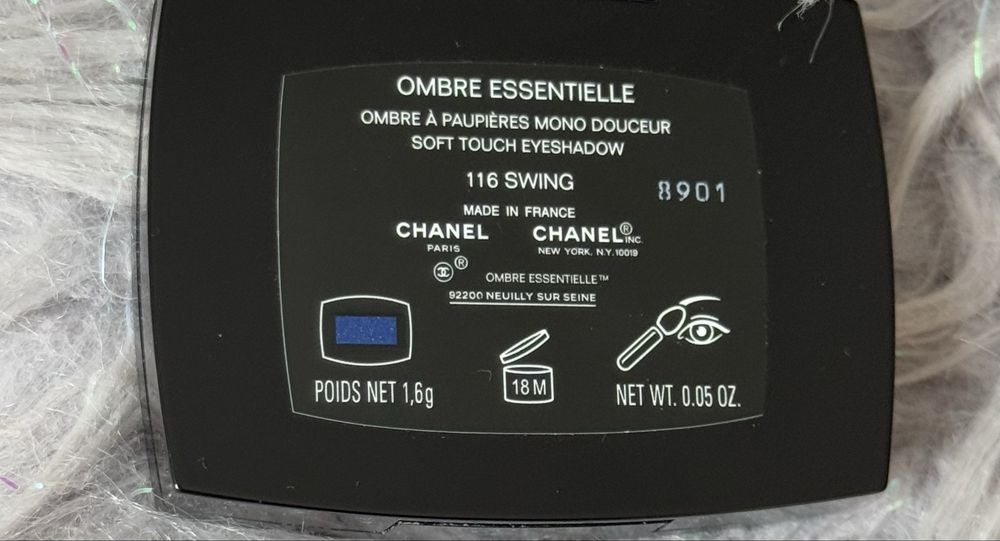 OMBRE ESSENTIELLE
OMBRE À PAUPIÈRES MONO DOUCEUR
SOFT TOUCH EYESHADOW
116 SWING
8901
MADE IN FRANCE
CHANEL CHANEL® INC.
PARIS NEW YORK, N.Y. 10019
®
OMBRE ESSENTIELLE™
92200 NEUILLY SUR SEINE
18 M
POIDS NET 1,6g
NET WT. 0.05 OZ.